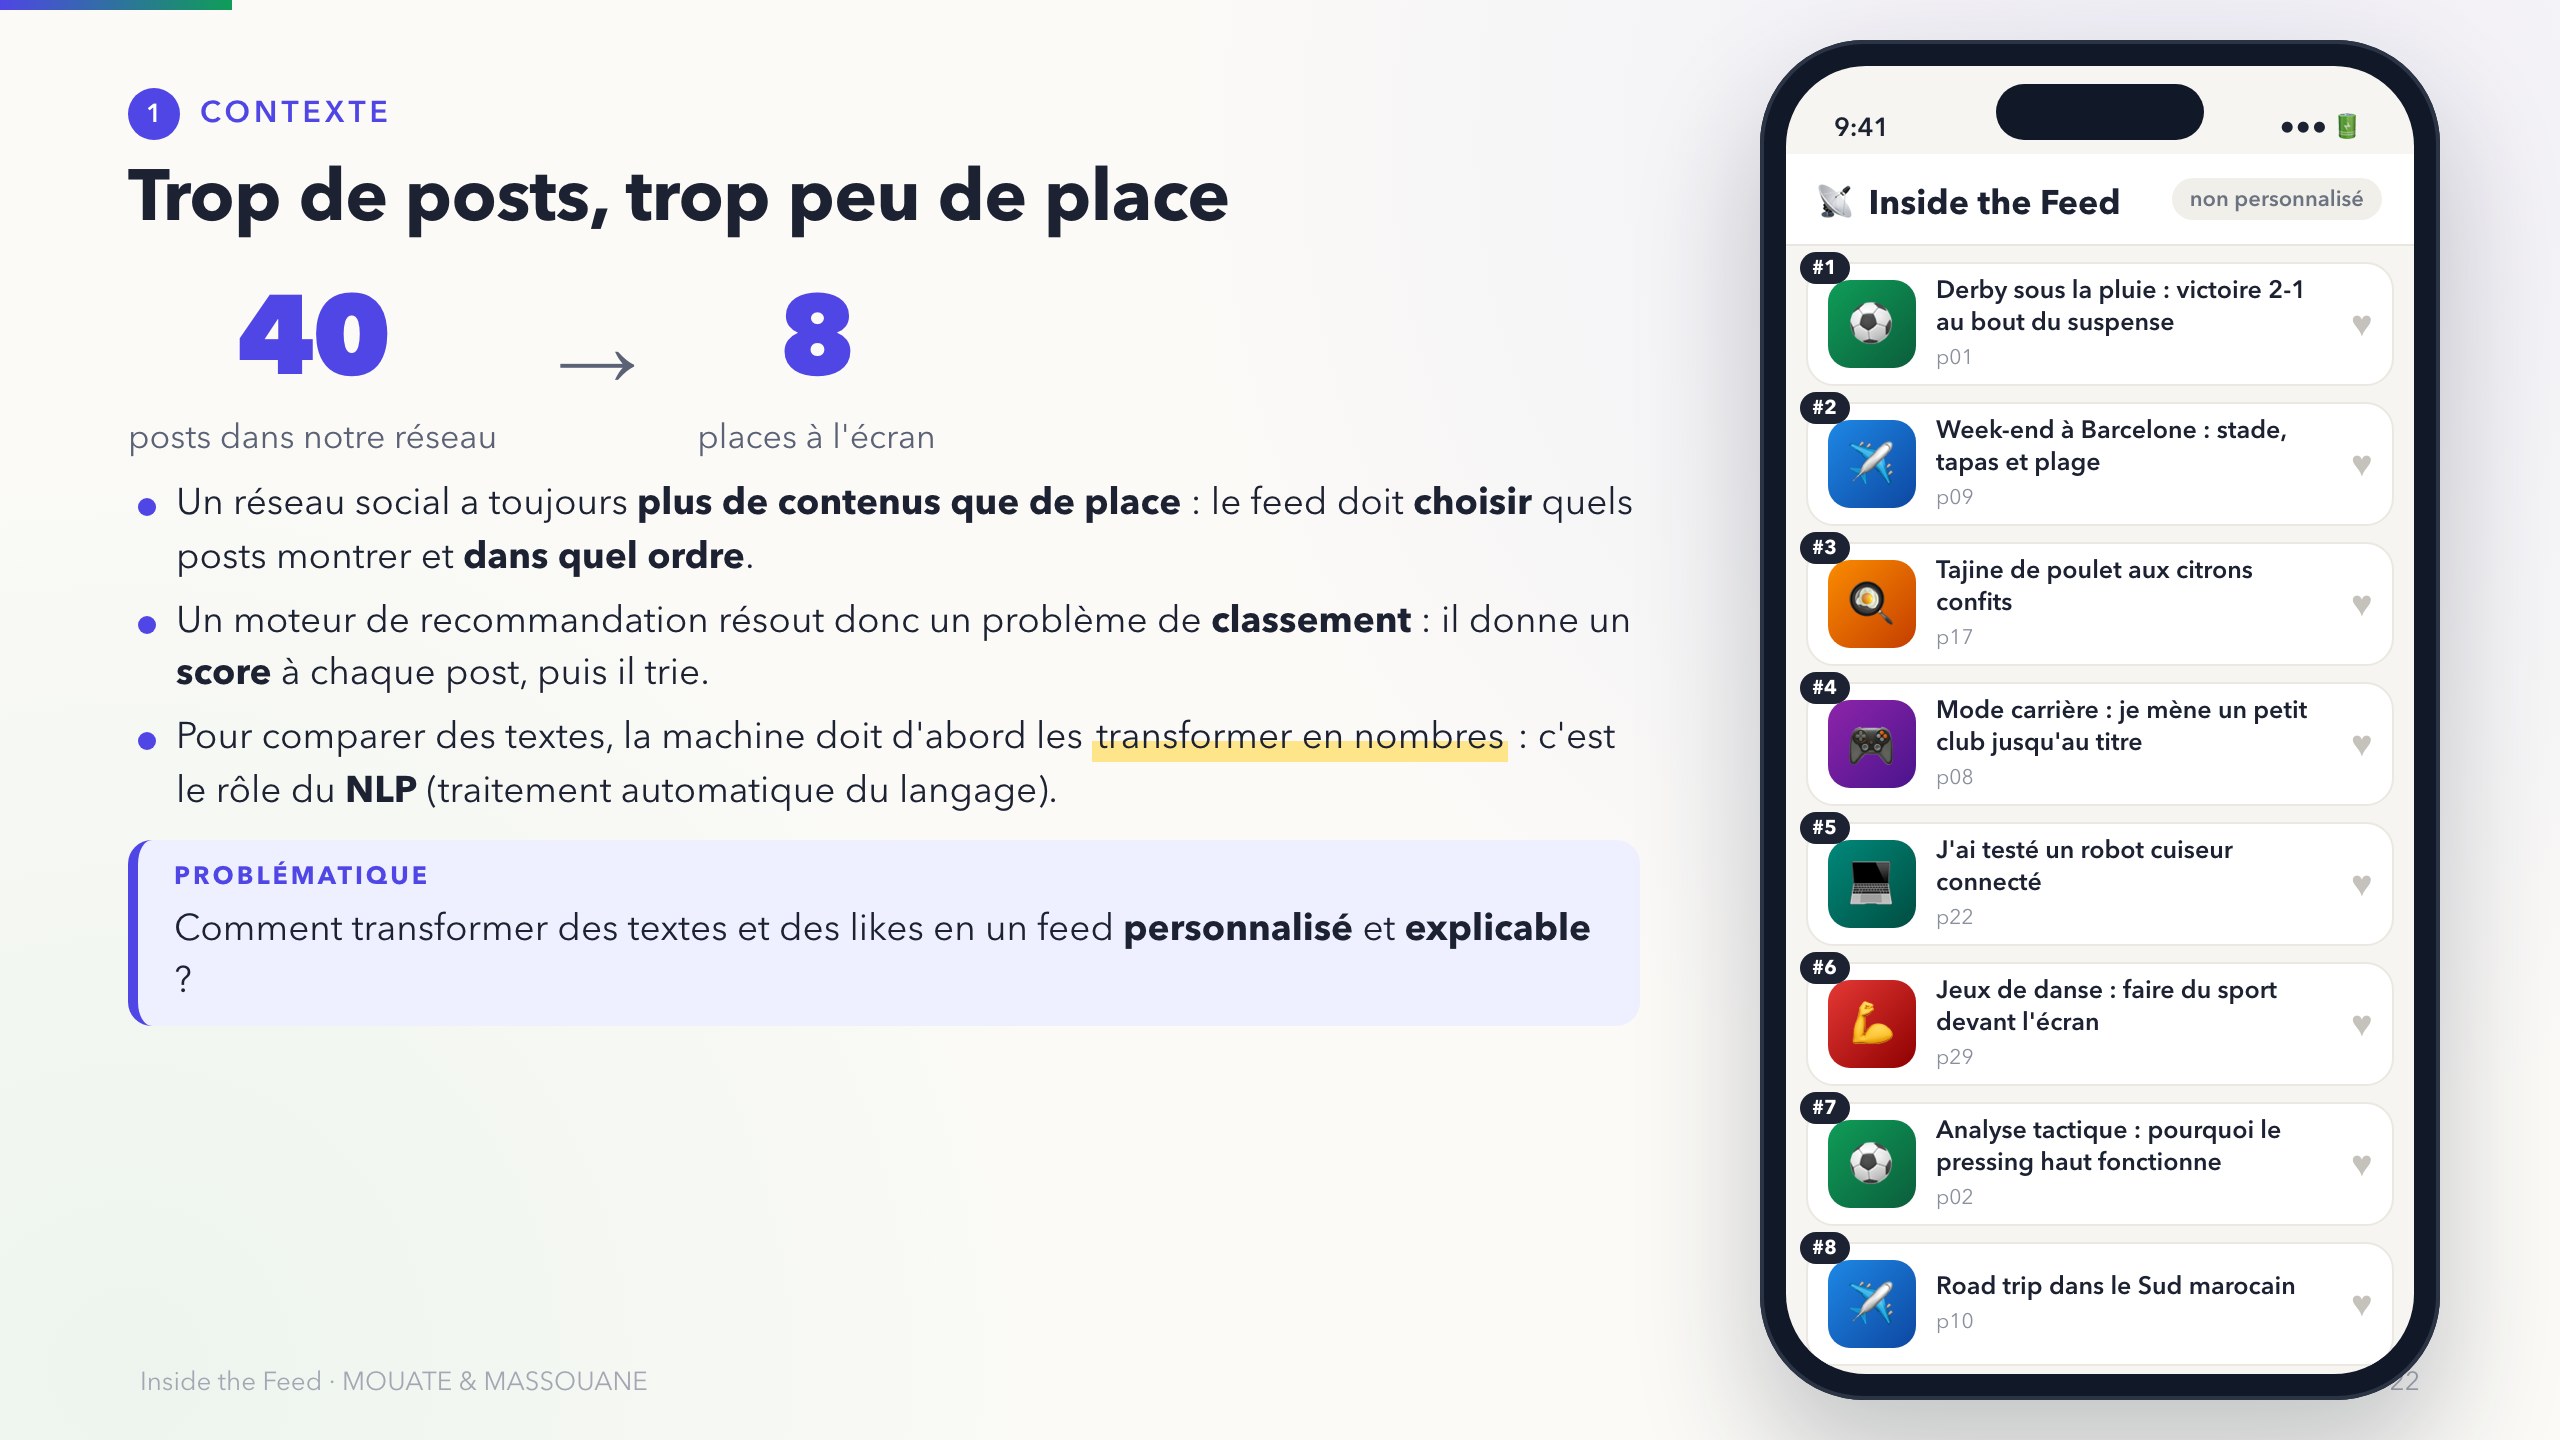 1 CONTEXTE
Trop de posts, trop peu de place
40 → 8
posts dans notre réseau
places à l'écran
Un réseau social a toujours plus de contenus que de place : le feed doit choisir quels
posts montrer et dans quel ordre.
Un moteur de recommandation résout donc un problème de classement : il donne un
score à chaque post, puis il trie.
Pour comparer des textes, la machine doit d'abord les transformer en nombres : c'est
le rôle du NLP (traitement automatique du langage).
PROBLÉMATIQUE
Comment transformer des textes et des likes en un feed personnalisé et explicable
?
Inside the Feed · MOUATE & MASSOUANE
9:41
Inside the Feed
non personnalisé
#1
Derby sous la pluie : victoire 2-1
au bout du suspense
p01
#2
Week-end à Barcelone : stade,
tapas et plage
p09
#3
Tajine de poulet aux citrons
confits
p17
#4
Mode carrière : je mène un petit
club jusqu'au titre
p08
#5
J'ai testé un robot cuiseur
connecté
p22
#6
Jeux de danse : faire du sport
devant l'écran
p29
#7
Analyse tactique : pourquoi le
pressing haut fonctionne
p02
#8
Road trip dans le Sud marocain
p10
22